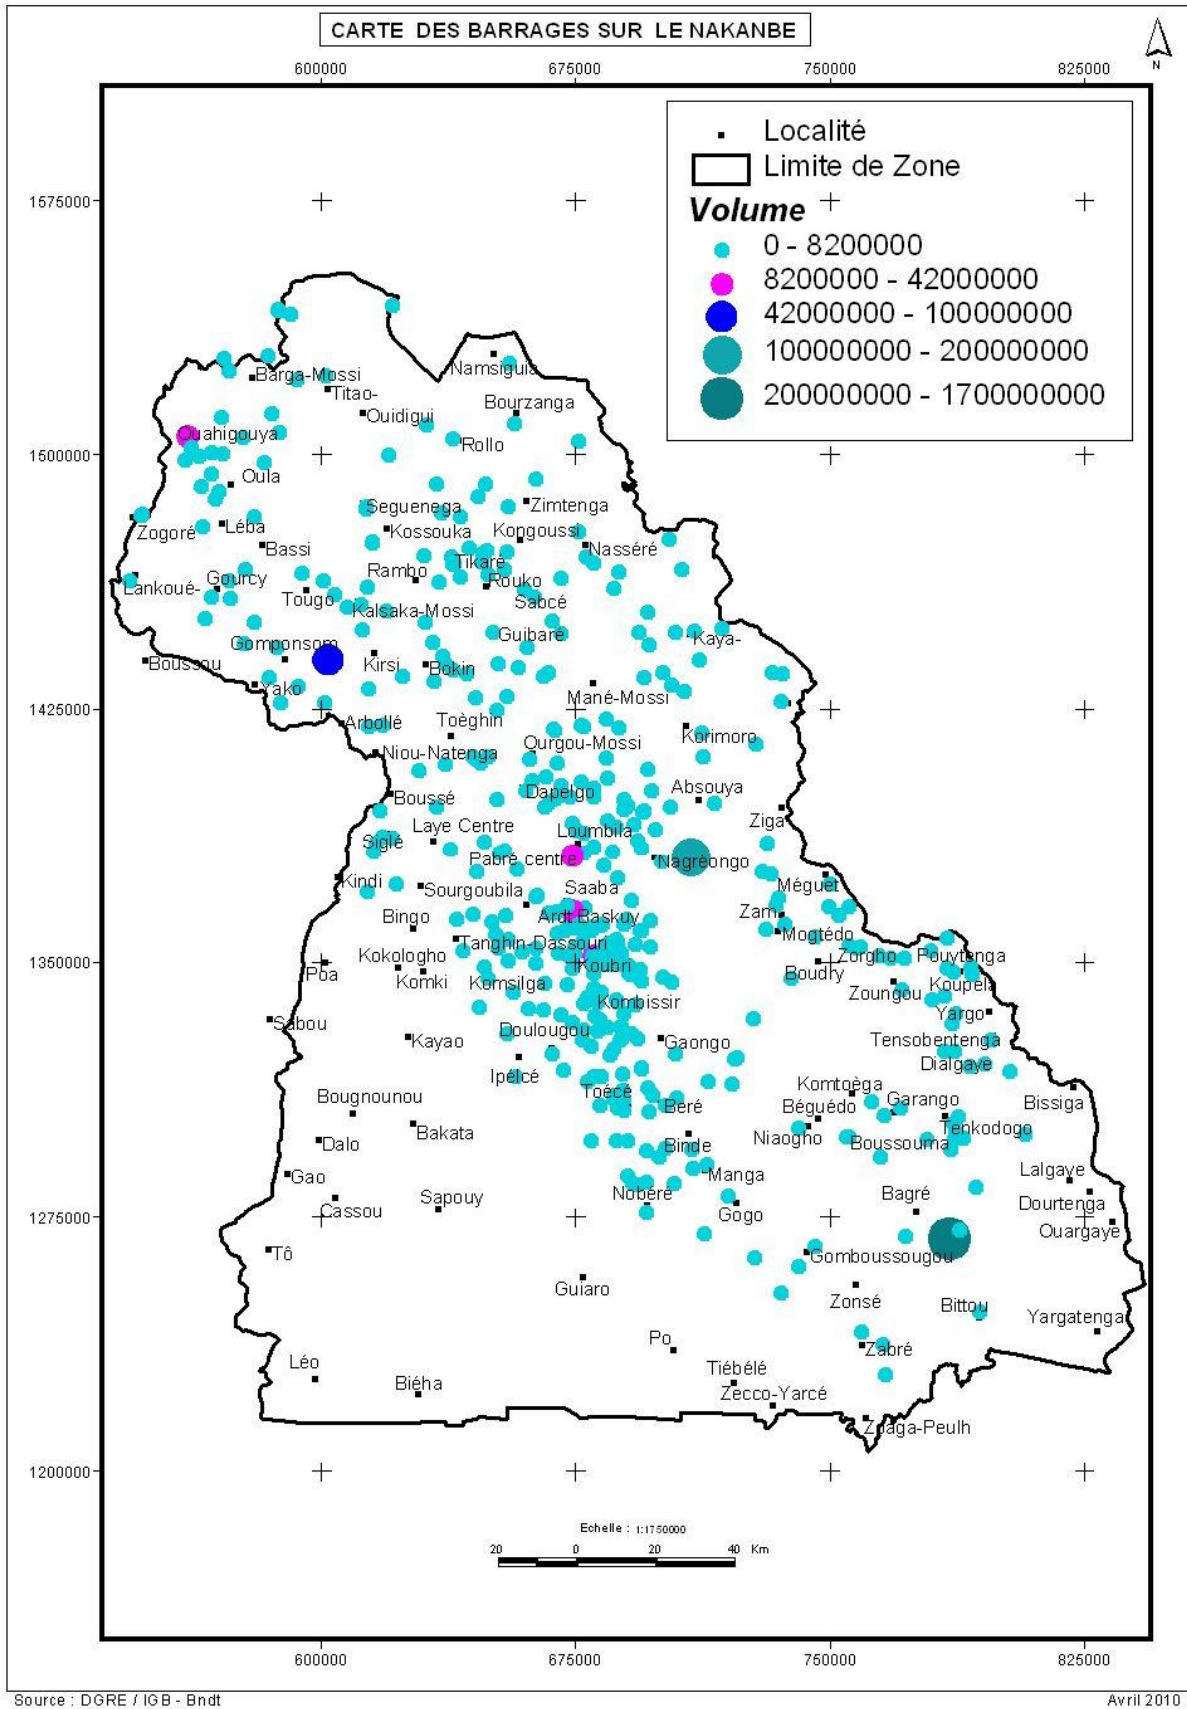 CARTE DES BARRAGES SUR LE NAKANBE
N
600000 675000 750000 825000
Localité
Limite de Zone
Volume
0 - 8200000
8200000 - 42000000
42000000 - 100000000
100000000 - 200000000
200000000 - 1700000000
1575000
1500000
1425000
1350000
1275000
1200000
Namsiguia
Barga-Mossi
Titao-
Ouidigui
Bourzanga
Ouahigouya
Rollo
Oula
Seguenega
Zimtenga
Zogoré
Léba
Kossouka
Kongoussi
Bassi
Nasséré
Tikaré
Rambo
Lankoué-
Gourcy
Rouko
Tougo
Sabcé
Kalsaka-Mossi
Guibaré
Kaya-
Gomponsom
Boussou
Kirsi
Bokin
Yako
Mané-Mossi
Arbollé
Toèghin
Korimoro
Niou-Natenga
Ourgou-Mossi
Boussé
Dapelgo
Absouya
Ziga
Laye Centre
Loumbila
Siglé
Pabré centre
Nagréongo
Kindi
Sourgoubila
Saaba
Méguet
Bingo
Ardt.Baskuy
Zam
Tanghin-Dassouri
Mogtédo
Poa
Kokologho
Koubri
Zorgho
Pouytenga
Komki
Komsilga
Boudry
Zoungou
Koupela
Kombissir
Sabou
Yargo
Kayao
Doulougou
Gaongo
Tensobentenga
Ipélcé
Dialgaye
Bougnounou
Toécé
Komtoèga
Garango
Bissiga
Beré
Béguédo
Bakata
Binde
Niaogho
Boussouma
Tenkodogo
Dalo
Gao
Manga
Lalgaye
Cassou
Sapouy
Nobéré
Gogo
Bagré
Dourtenga
Ouargaye
Tô
Gomboussougou
Guiaro
Zonsé
Bittou
Yargatenga
Po
Zabré
Léo
Biéha
Tiébélé
Zecco-Yarcé
Zoaga-Peulh
Echelle : 1:1750000
20 0 20 40 Km
600000 675000 750000 825000
Source : DGRE / IGB - Bndt
Avril 2010